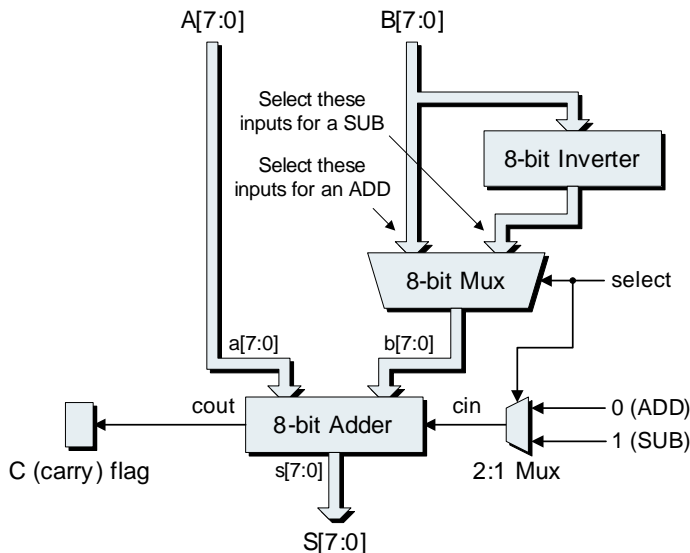 A[7:0]
B[7:0]
Select these
inputs for a SUB
Select these
inputs for an ADD
8-bit Inverter
8-bit Mux
select
a[7:0]
b[7:0]
cout
8-bit Adder
cin
0 (ADD)
1 (SUB)
C (carry) flag
s[7:0]
2:1 Mux
S[7:0]